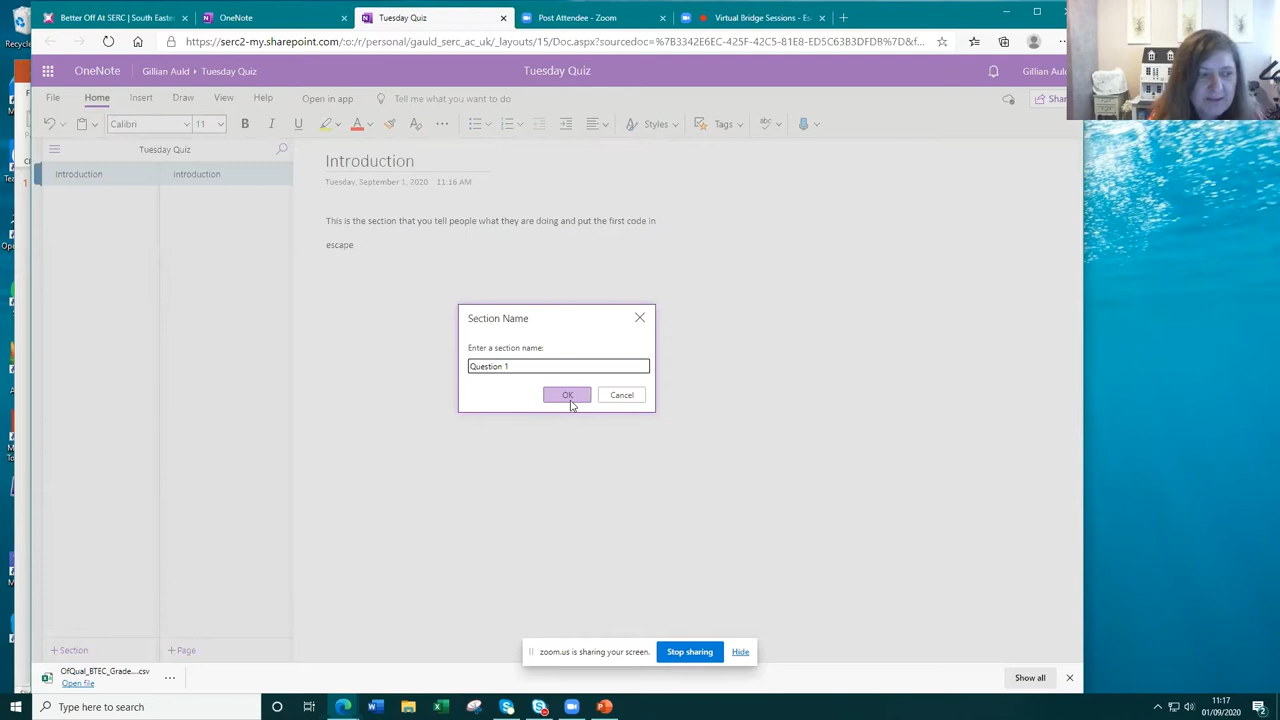 Better Off At SERC | South Easte
OneNote
Tuesday Quiz
Post Attendee - Zoom
Virtual Bridge Sessions - Es
https://serc2-my.sharepoint.com/:o:/r/personal/gauld_serc_ac_uk/_layouts/15/Doc.aspx?sourcedoc=%7B3342E6EC-425F-42C5-81E8-ED5C63B3DFDB%7D&f...
OneNote
Gillian Auld › Tuesday Quiz
Tuesday Quiz
Gillian Auld
File
Home
Insert
Draw
View
Help
Open in app
Tell me what you want to do
Shar
Calibri
11
B
I
U
A
Styles
Tags
abc
Tuesday Quiz
Introduction
Introduction
Introduction
Tuesday, September 1, 2020 11:16 AM
This is the section that you tell people what they are doing and put the first code in
escape
Section Name
Enter a section name:
Question 1
OK
Cancel
+ Section
+ Page
zoom.us is sharing your screen.
Stop sharing
Hide
OfQual_BTEC_Grade....csv
Open file
Show all
Type here to search
11:17
01/09/2020
2